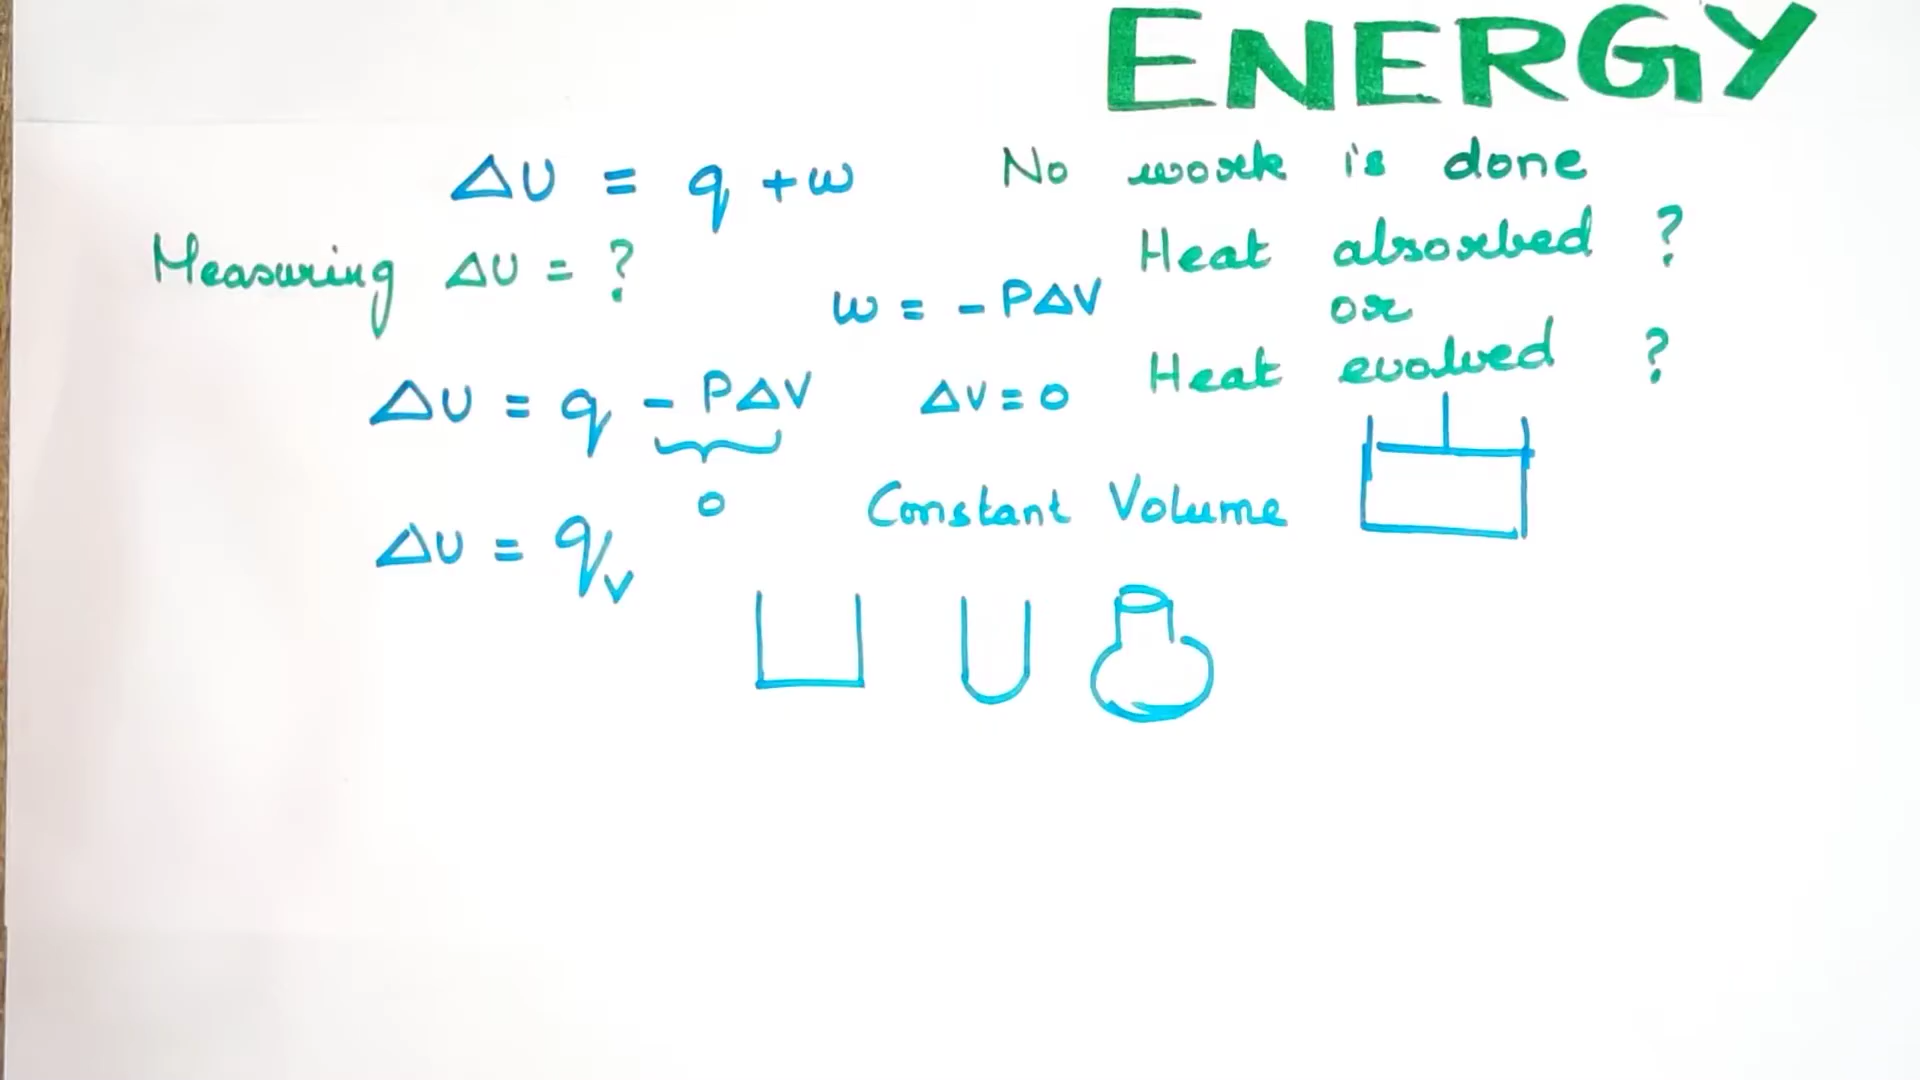 ENERGY
ΔU = q + w
No work is done
Measuring ΔU = ?
Heat absorbed ?
or
w = - PΔV
Heat evolved ?
ΔU = q - PΔV
ΔV = 0
0
Constant Volume
ΔU = qᵥ